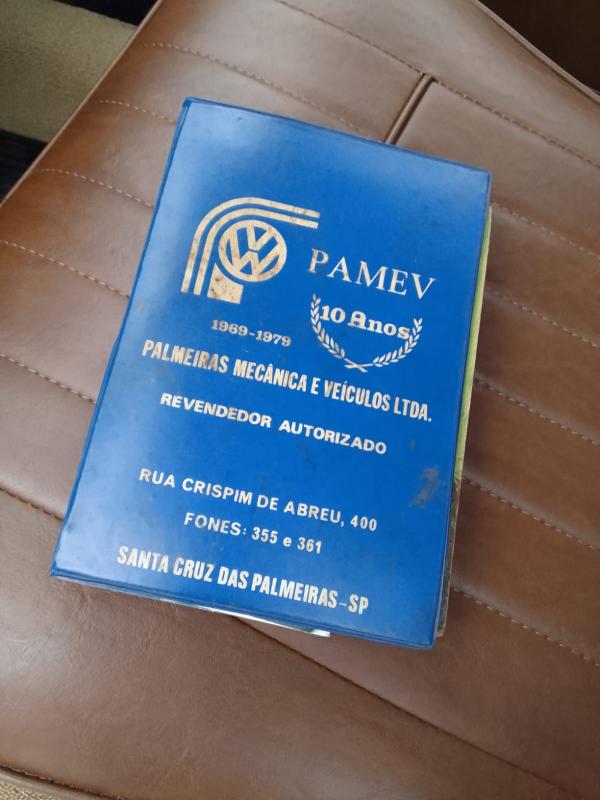 VW
PAMEV
10 Anos
1969-1979
PALMEIRAS MECÂNICA E VEÍCULOS LTDA.
REVENDEDOR AUTORIZADO
RUA CRISPIM DE ABREU, 400
FONES: 355 e 361
SANTA CRUZ DAS PALMEIRAS-SP